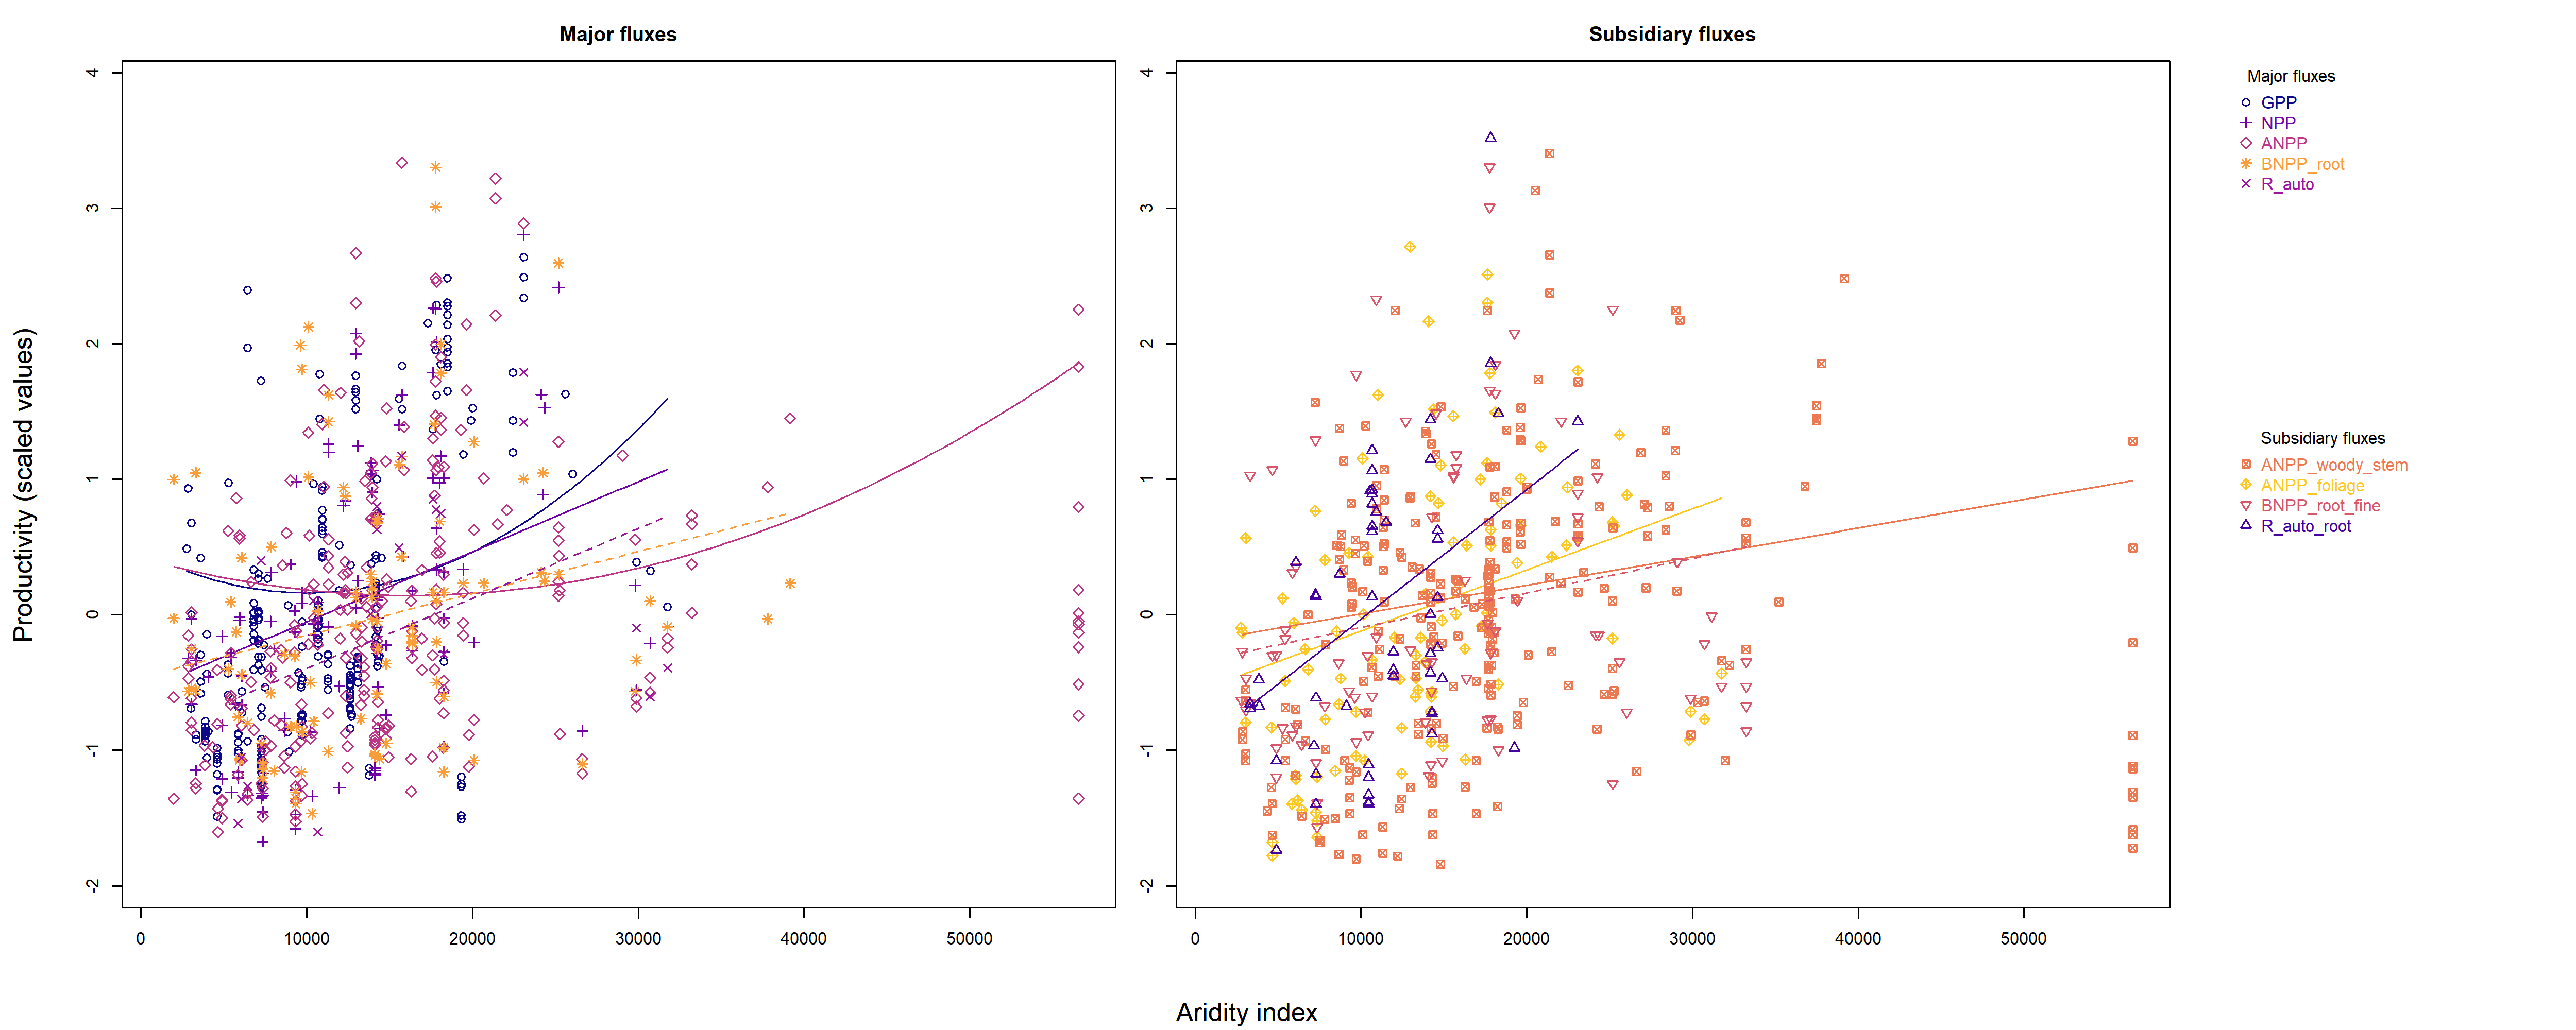 Major fluxes
Subsidiary fluxes
Productivity (scaled values)
4
3
2
1
0
-1
-2
0
10000
20000
30000
40000
50000
4
3
2
1
0
-1
-2
0
10000
20000
30000
40000
50000
Aridity index
Major fluxes
GPP
NPP
ANPP
BNPP_root
R_auto
Subsidiary fluxes
ANPP_woody_stem
ANPP_foliage
BNPP_root_fine
R_auto_root